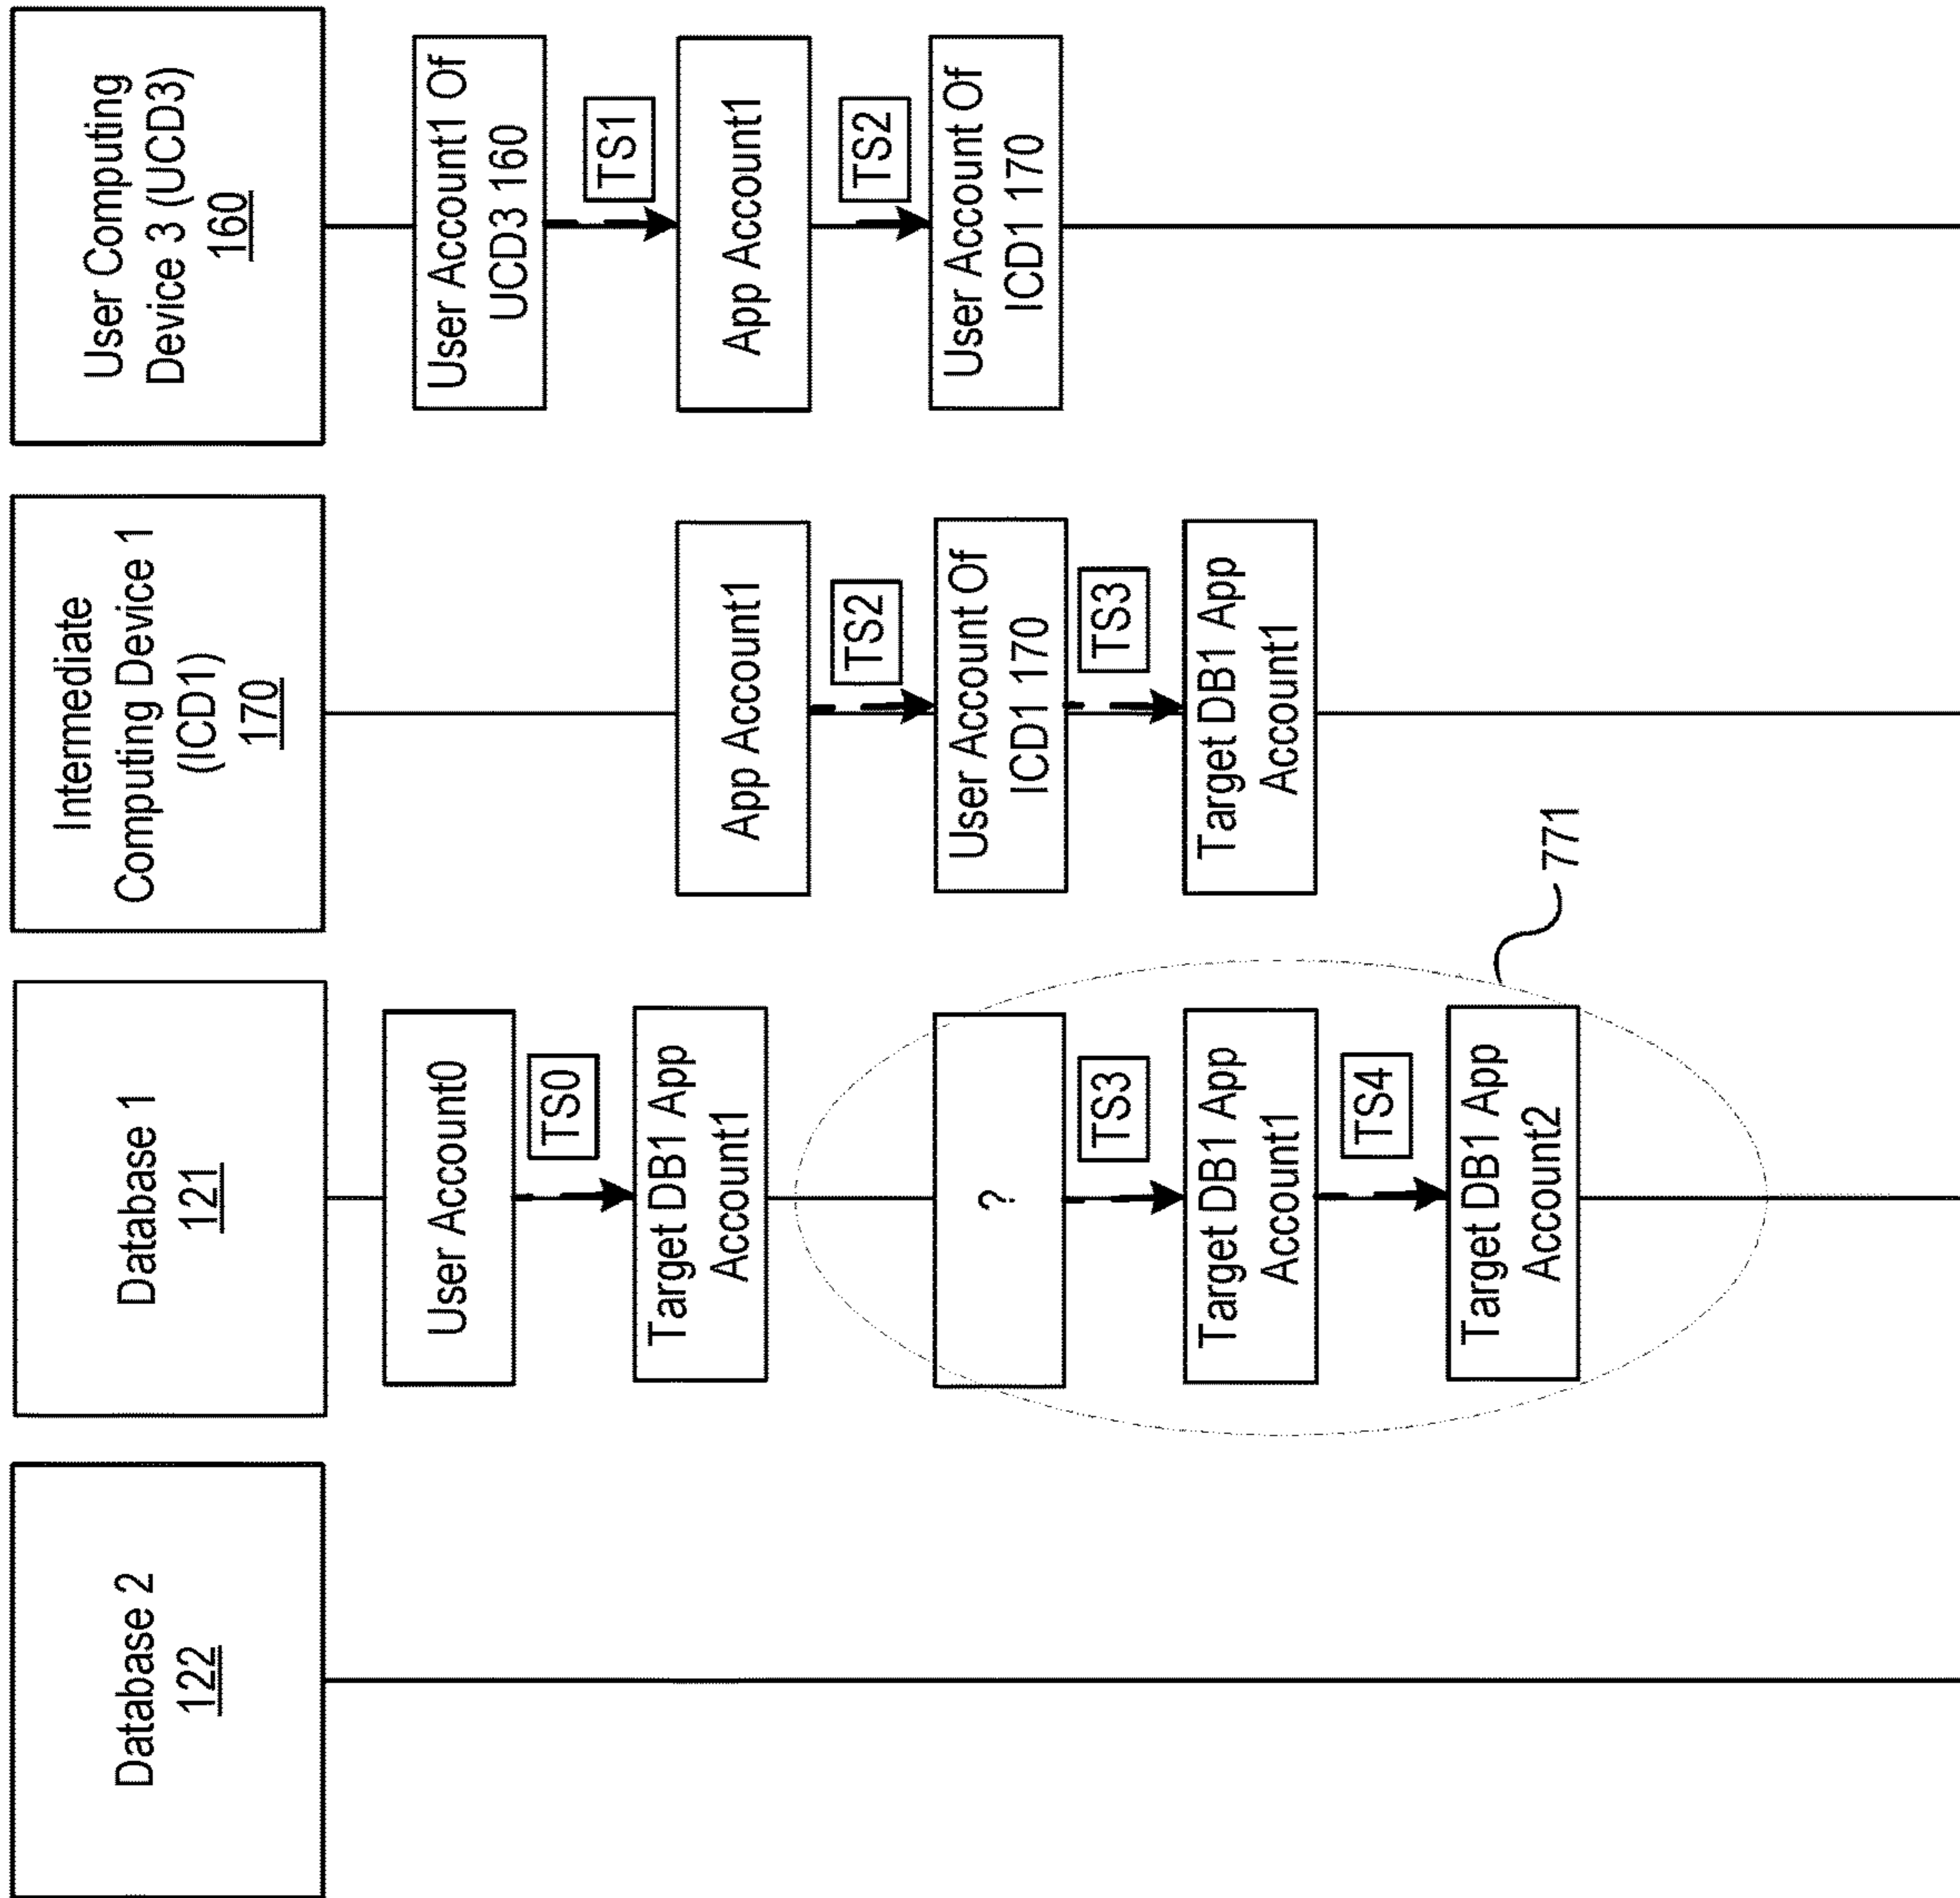 Database 2
122
Database 1
121
Intermediate
Computing Device 1
(ICD1)
170
User Computing
Device 3 (UCD3)
160
User Account0
TS0
Target DB1 App
Account1
?
TS3
Target DB1 App
Account1
TS4
Target DB1 App
Account2
771
App Account1
TS2
User Account Of
ICD1 170
TS3
Target DB1 App
Account1
User Account1 Of
UCD3 160
TS1
App Account1
TS2
User Account Of
ICD1 170